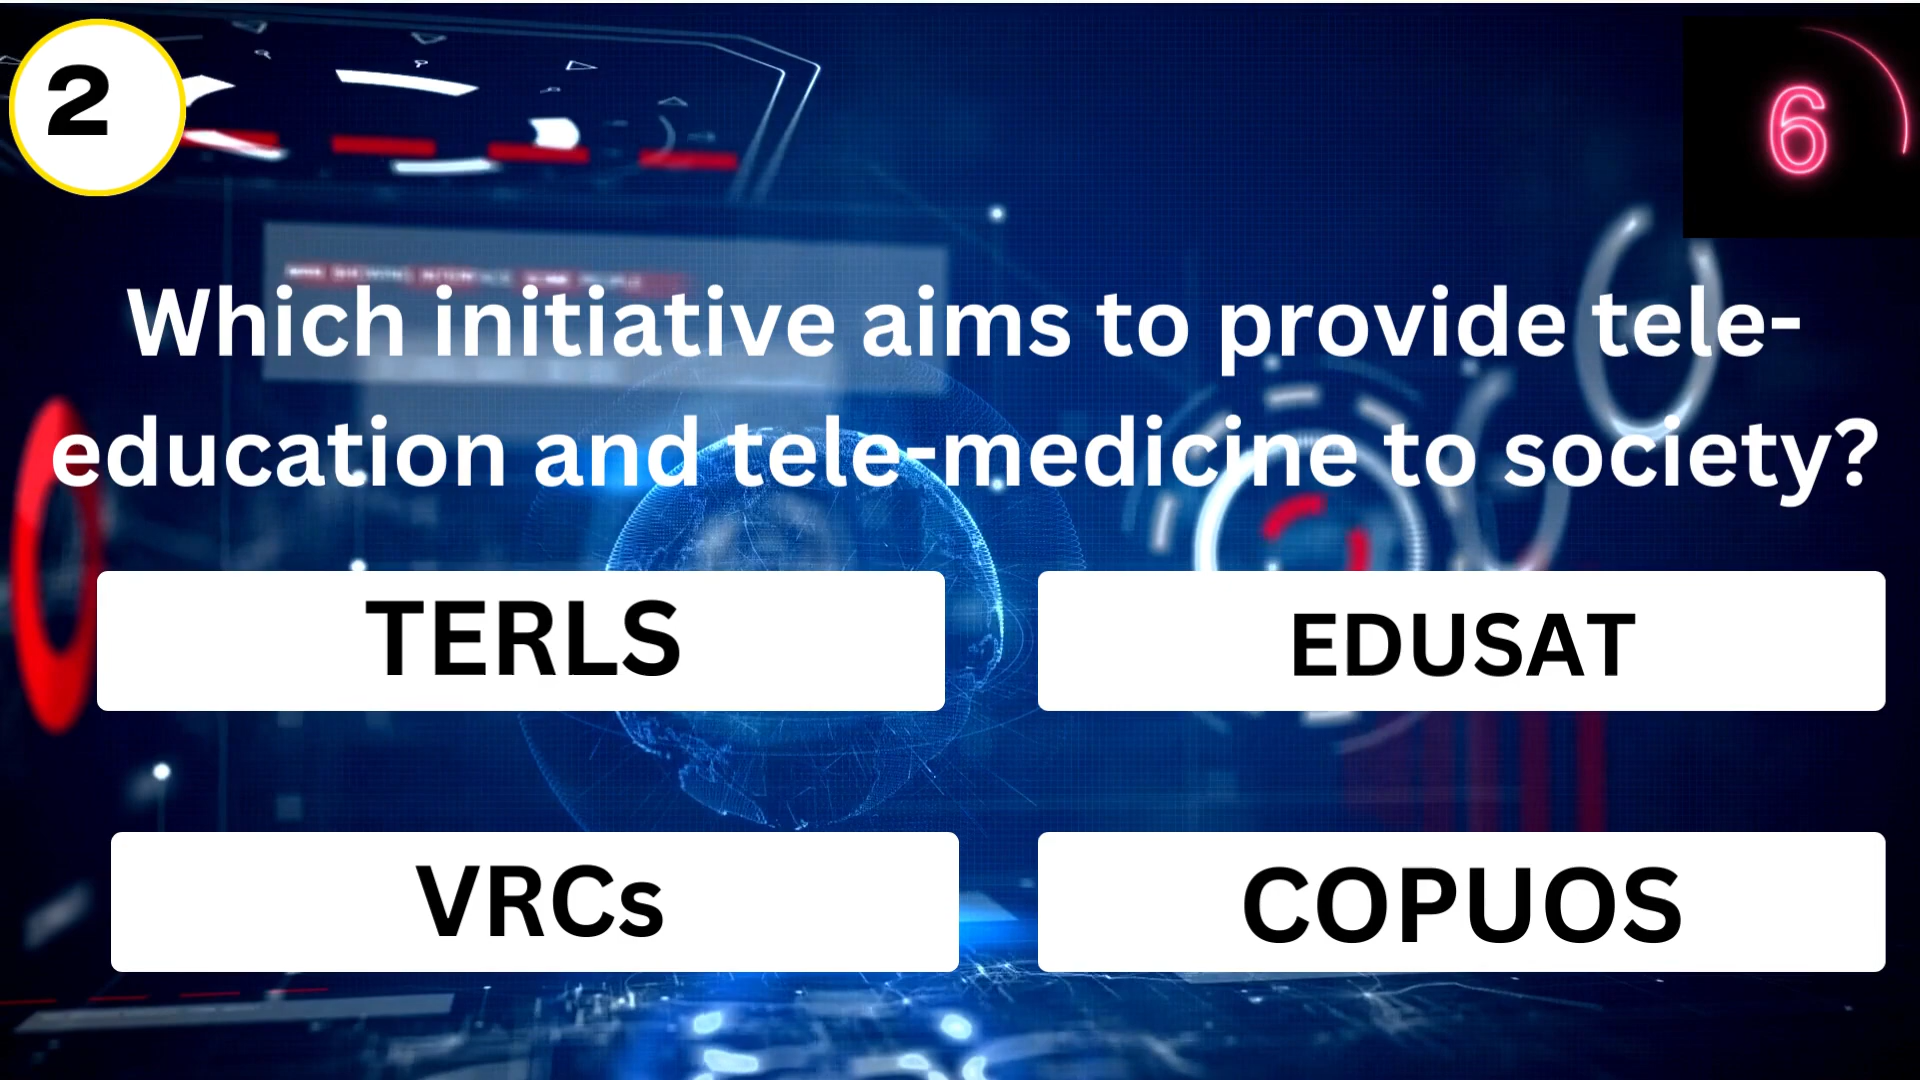 2
6
Which initiative aims to provide tele-
education and tele-medicine to society?
TERLS
EDUSAT
VRCs
COPUOS